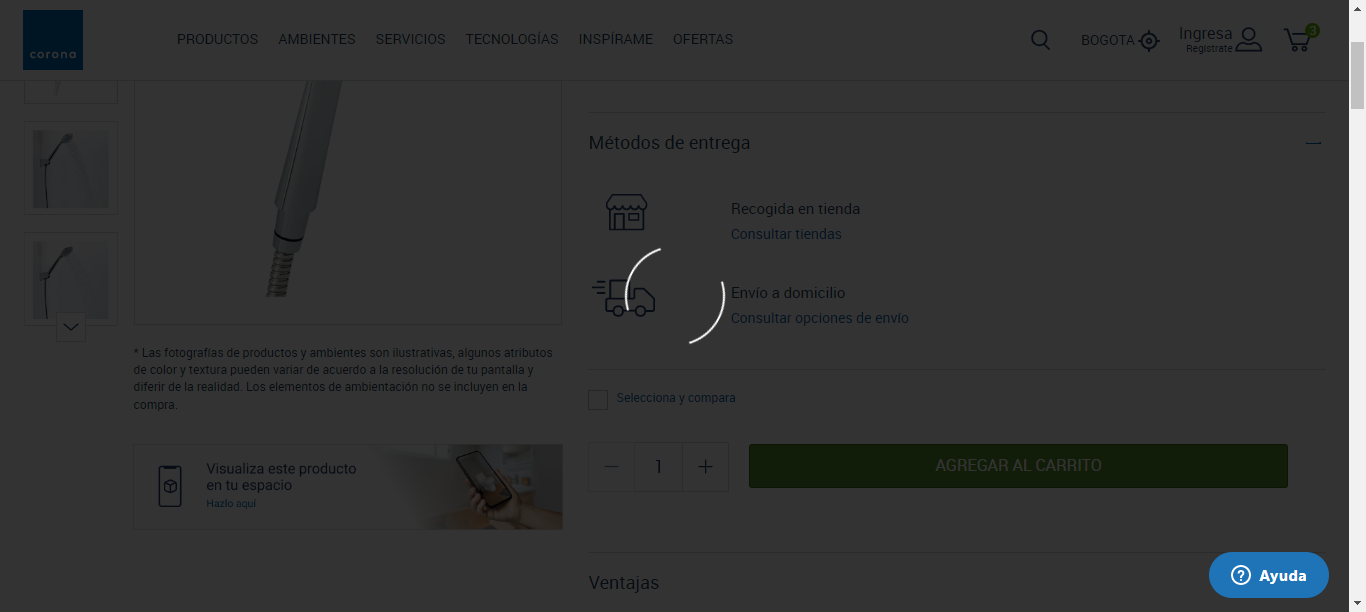 corona
PRODUCTOS AMBIENTES SERVICIOS TECNOLOGÍAS INSPÍRAME OFERTAS
BOGOTA
Ingresa
Regístrate
3
Métodos de entrega
Recogida en tienda
Consultar tiendas
Envío a domicilio
Consultar opciones de envío
* Las fotografías de productos y ambientes son ilustrativas, algunos atributos
de color y textura pueden variar de acuerdo a la resolución de tu pantalla y
diferir de la realidad. Los elementos de ambientación no se incluyen en la
compra.
Selecciona y compara
1
AGREGAR AL CARRITO
Visualiza este producto
en tu espacio
Hazlo aquí
Ventajas
Ayuda